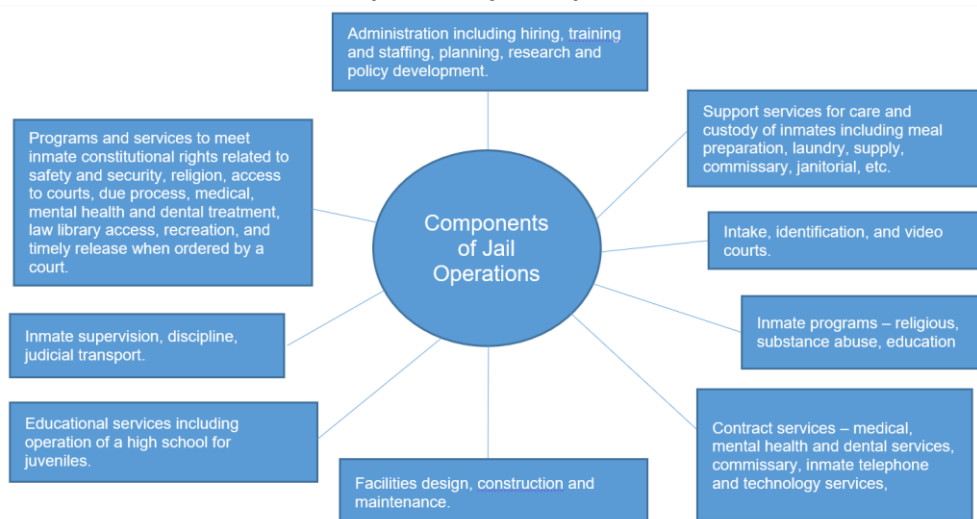 Administration including hiring, training
and staffing, planning, research and
policy development.
Support services for care and
custody of inmates including meal
preparation, laundry, supply,
commissary, janitorial, etc.
Programs and services to meet
inmate constitutional rights related to
safety and security, religion, access
to courts, due process, medical,
mental health and dental treatment,
law library access, recreation, and
timely release when ordered by a
court.
Components
of Jail
Operations
Intake, identification, and video
courts.
Inmate supervision, discipline,
judicial transport.
Inmate programs – religious,
substance abuse, education
Educational services including
operation of a high school for
juveniles.
Contract services – medical,
mental health and dental services,
commissary, inmate telephone
and technology services,
Facilities design, construction and
maintenance.